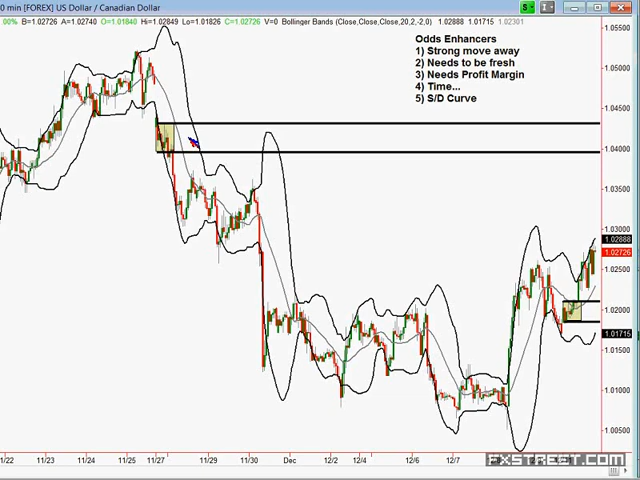 0 min [FOREX] US Dollar / Canadian Dollar
S
I
.00% B=1.02726 A=1.02740 O=1.01840 Hi=1.02849 Lo=1.01826 C=1.02726 V=0 Bollinger Bands (Close,Close,Close,20,2,-2.0) 1.02888 1.01715 1.02301
Odds Enhancers
1) Strong move away
2) Needs to be fresh
3) Needs Profit Margin
4) Time...
5) S/D Curve
1.05500
1.05000
1.04500
1.04000
1.03500
1.03000
1.02888
1.02726
1.02500
1.02000
1.01715
1.01500
1.01000
1.00500
11/22 11/23 11/24 11/25 11/27 11/29 11/30 Dec 12/2 12/4 12/6 12/7
FXSTREET.COM